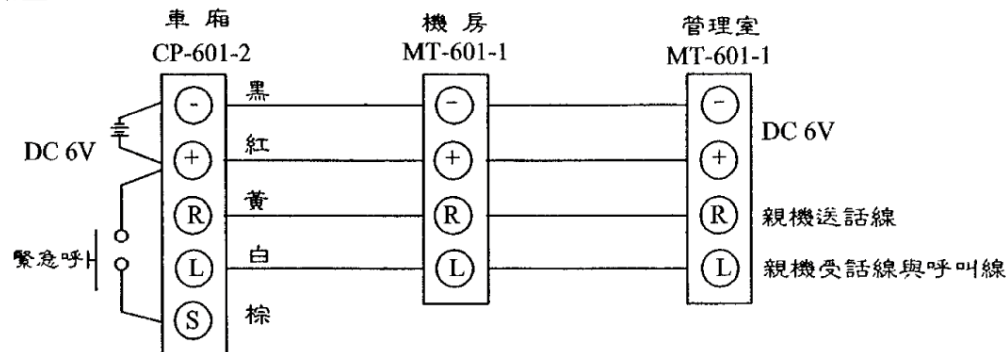 車廂
CP-601-2
機房
MT-601-1
管理室
MT-601-1
DC 6V
緊急呼
-
+
R
L
S
黑
紅
黃
白
棕
-
+
R
L
-
+
R
L
DC 6V
親機送話線
親機受話線與呼叫線